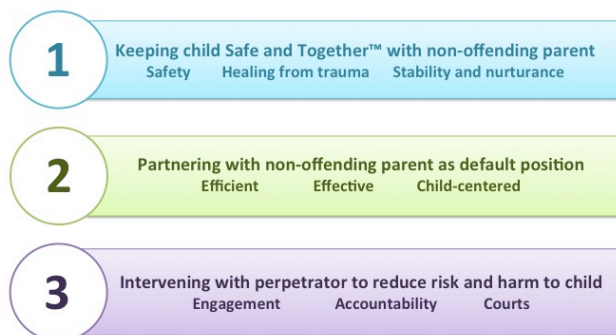 1
Keeping child Safe and Together™ with non-offending parent
Safety Healing from trauma Stability and nurturance
2
Partnering with non-offending parent as default position
Efficient Effective Child-centered
3
Intervening with perpetrator to reduce risk and harm to child
Engagement Accountability Courts